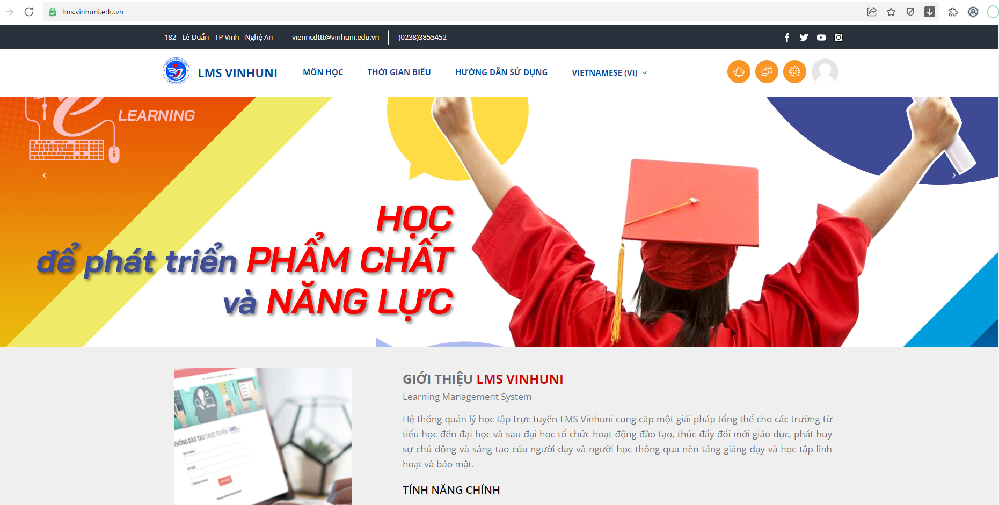 lms.vinhuni.edu.vn
182 - Lê Duẩn - TP Vinh - Nghệ An
vienncdttt@vinhuni.edu.vn
(0238)3855452
LMS VINHUNI
MÔN HỌC
THỜI GIAN BIỂU
HƯỚNG DẪN SỬ DỤNG
VIETNAMESE (VI)
e LEARNING
HỌC
để phát triển PHẨM CHẤT
và NĂNG LỰC
THỐNG ĐÀO TẠO TRỰC TUYẾN LMS
GIỚI THIỆU LMS VINHUNI
Learning Management System
Hệ thống quản lý học tập trực tuyến LMS Vinhuni cung cấp một giải pháp tổng thể cho các trường từ
tiểu học đến đại học và sau đại học tổ chức hoạt động đào tạo, thúc đẩy đổi mới giáo dục, phát huy
sự chủ động và sáng tạo của người dạy và người học thông qua nền tảng giảng dạy và học tập linh
hoạt và bảo mật.
TÍNH NĂNG CHÍNH